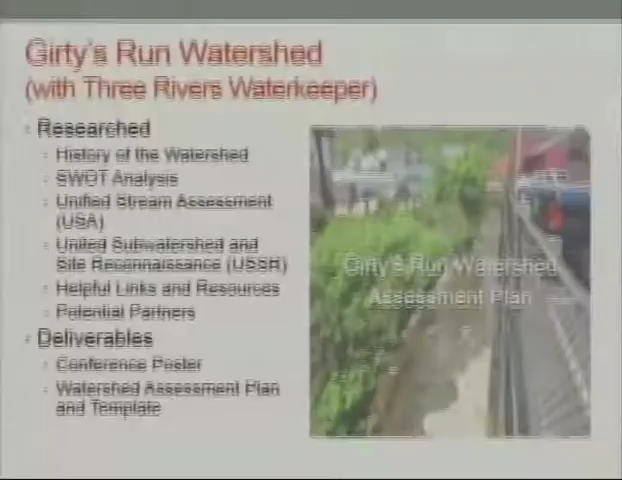 Girty's Run Watershed
(with Three Rivers Waterkeeper)
Researched
History of the Watershed
SWOT Analysis
Unified Stream Assessment
(USA)
United Subwatershed and
Site Reconnaissance (USSR)
Helpful Links and Resources
Potential Partners
Deliverables
Conference Poster
Watershed Assessment Plan
and Template
Girty's Run Watershed
Assessment Plan